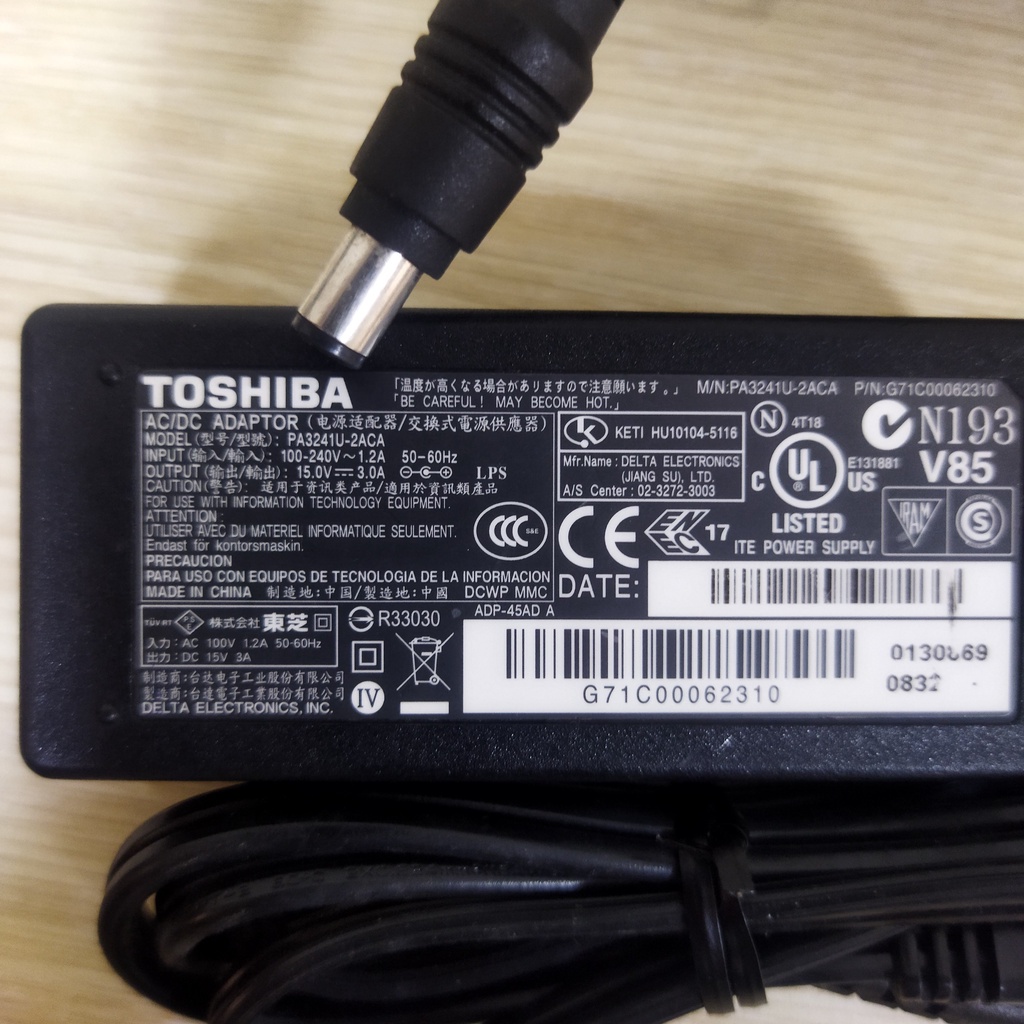 TOSHIBA
「温度が高くなる場合がありますので注意願います。」
「BE CAREFUL! MAY BECOME HOT.」
M/N:PA3241U-2ACA P/N:G71C00062310
AC/DC ADAPTOR (电源适配器/交換式電源供應器)
MODEL (型号/型號): PA3241U-2ACA
INPUT (输入/輸入): 100-240V～1.2A 50-60Hz
OUTPUT (输出/輸出): 15.0V⎓3.0A LPS
CAUTION(警告): 适用于资讯类产品/適用於資訊類產品
FOR USE WITH INFORMATION TECHNOLOGY EQUIPMENT.
ATTENTION :
UTILISER AVEC DU MATERIEL INFORMATIQUE SEULEMENT.
Endast för kontorsmaskin.
PRECAUCION
PARA USO CON EQUIPOS DE TECNOLOGIA DE LA INFORMACION
MADE IN CHINA 制造地:中国/製造地:中國 DCWP MMC
ADP-45AD A
CCC S&E
KETI HU10104-5116
Mfr.Name : DELTA ELECTRONICS
(JIANG SU), LTD.
A/S Center : 02-3272-3003
N 4T18
N193
V85
C UL ® US E131881
LISTED
ITE POWER SUPPLY
CE
17
IRAM
S
DATE:
TUV-RT PSE 株式会社 東芝
入力 : AC 100V 1.2A 50-60Hz
出力 : DC 15V 3A
R33030
制造商:台达电子工业股份有限公司
製造商:台達電子工業股份有限公司
DELTA ELECTRONICS, INC.
IV
G71C00062310
0832